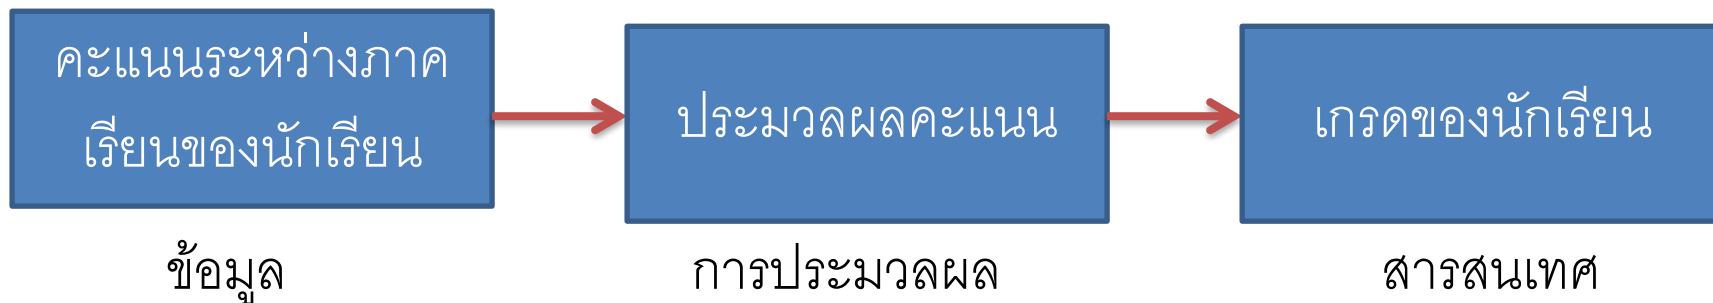 คะแนนระหว่างภาค
เรียนของนักเรียน
ประมวลผลคะแนน
เกรดของนักเรียน
ข้อมูล
การประมวลผล
สารสนเทศ